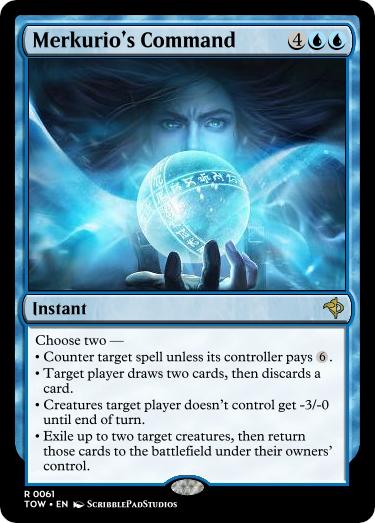 Merkurio's Command 4
Instant
Choose two —
• Counter target spell unless its controller pays 6.
• Target player draws two cards, then discards a
card.
• Creatures target player doesn't control get -3/-0
until end of turn.
• Exile up to two target creatures, then return
those cards to the battlefield under their owners'
control.
R 0061
TOW • EN ScribblePadStudios